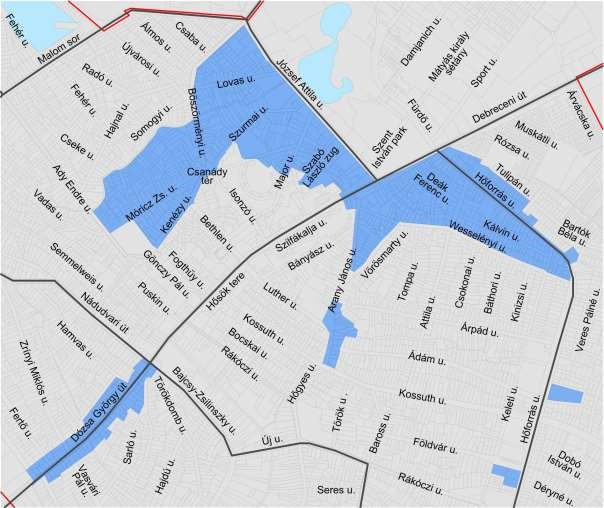 Fehér u.
Malom sor
Álmos u.
Csaba u.
Újvárosi u.
Radó u.
Fehér u.
Hajnal u.
Somogyi u.
Böszörményi u.
Lovas u.
Szurmai u.
József Attila u.
Damjanich u.
Mátyás király
sétány
Sport u.
Debreceni út
Árvácska u.
Fürdő u.
Szent
István park
Muskátli u.
Rózsa u.
Tulipán u.
Hőforrás u.
Cseke u.
Ady Endre u.
Vadas u.
Csanády
tér
Major u.
Szabó
László zug
Móricz Zs. u.
Kenézy u.
Isonzó u.
Bethlen u.
Deák
Ferenc u.
Kálvin u.
Wesselényi u.
Bartók
Béla u.
Szilfákalja u.
Bányász u.
Arany János u.
Vörösmarty u.
Semmelweis u.
Gönczy Pál u.
Fogthüy u.
Puskin u.
Hősök tere
Luther u.
Tompa u.
Attila u.
Csokonai u.
Báthori u.
Kinizsi u.
Veres Pálné u.
Nádudvari út
Hamvas u.
Kossuth u.
Bocskai u.
Rákóczi u.
Árpád u.
Ádám u.
Zrínyi Miklós u.
Fertő u.
Dózsa György út
Törökdomb u.
Bajcsy-Zsilinszky u.
Hőgyes u.
Török u.
Baross u.
Kossuth u.
Keleti u.
Hőforrás u.
Vasvári
Pál u.
Sarló u.
Hajdú u.
Új u.
Seres u.
Földvár u.
Rákóczi u.
Dobó
István u.
Déryné u.